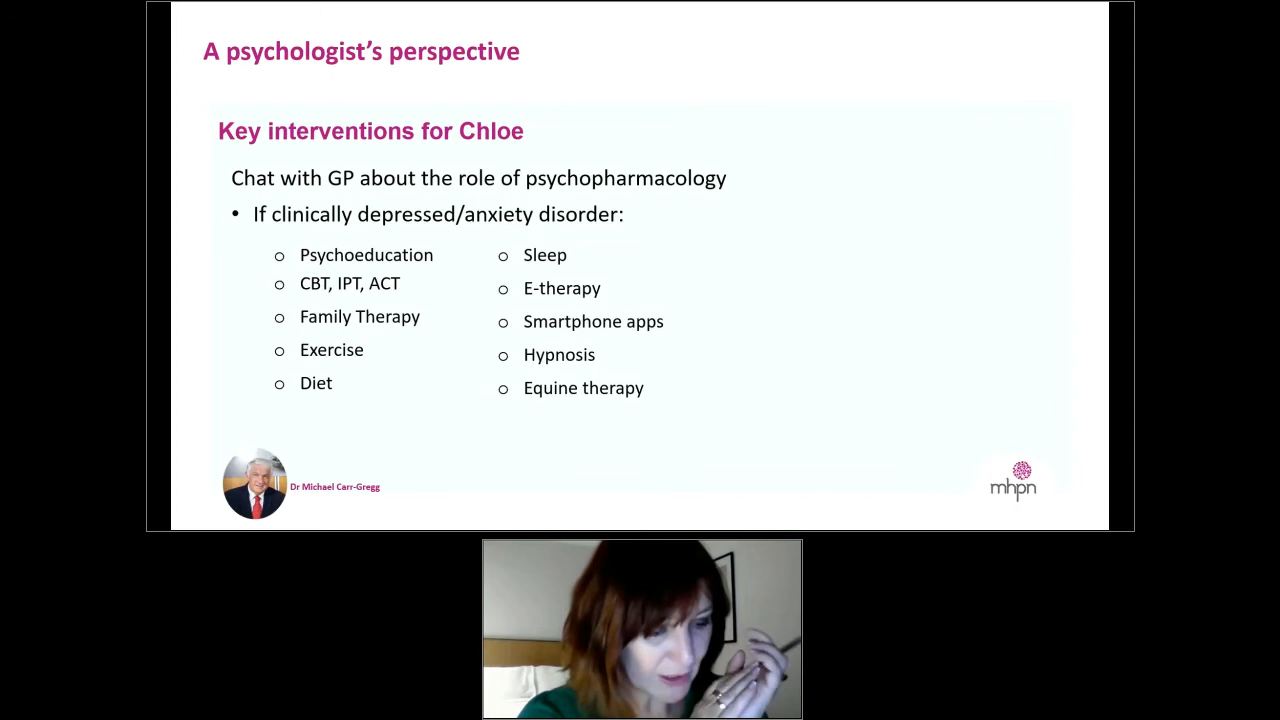 A psychologist's perspective
Key interventions for Chloe
Chat with GP about the role of psychopharmacology
• If clinically depressed/anxiety disorder:
o Psychoeducation
o CBT, IPT, ACT
o Family Therapy
o Exercise
o Diet
o Sleep
o E-therapy
o Smartphone apps
o Hypnosis
o Equine therapy
Dr Michael Carr-Gregg
mhpn